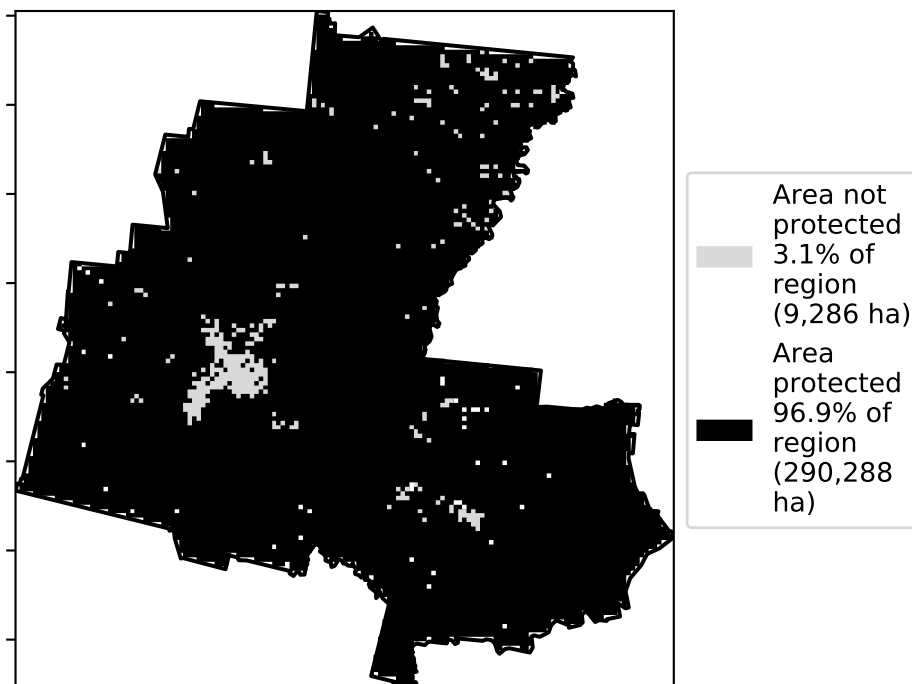 Area not
protected
3.1% of
region
(9,286 ha)
Area
protected
96.9% of
region
(290,288
ha)